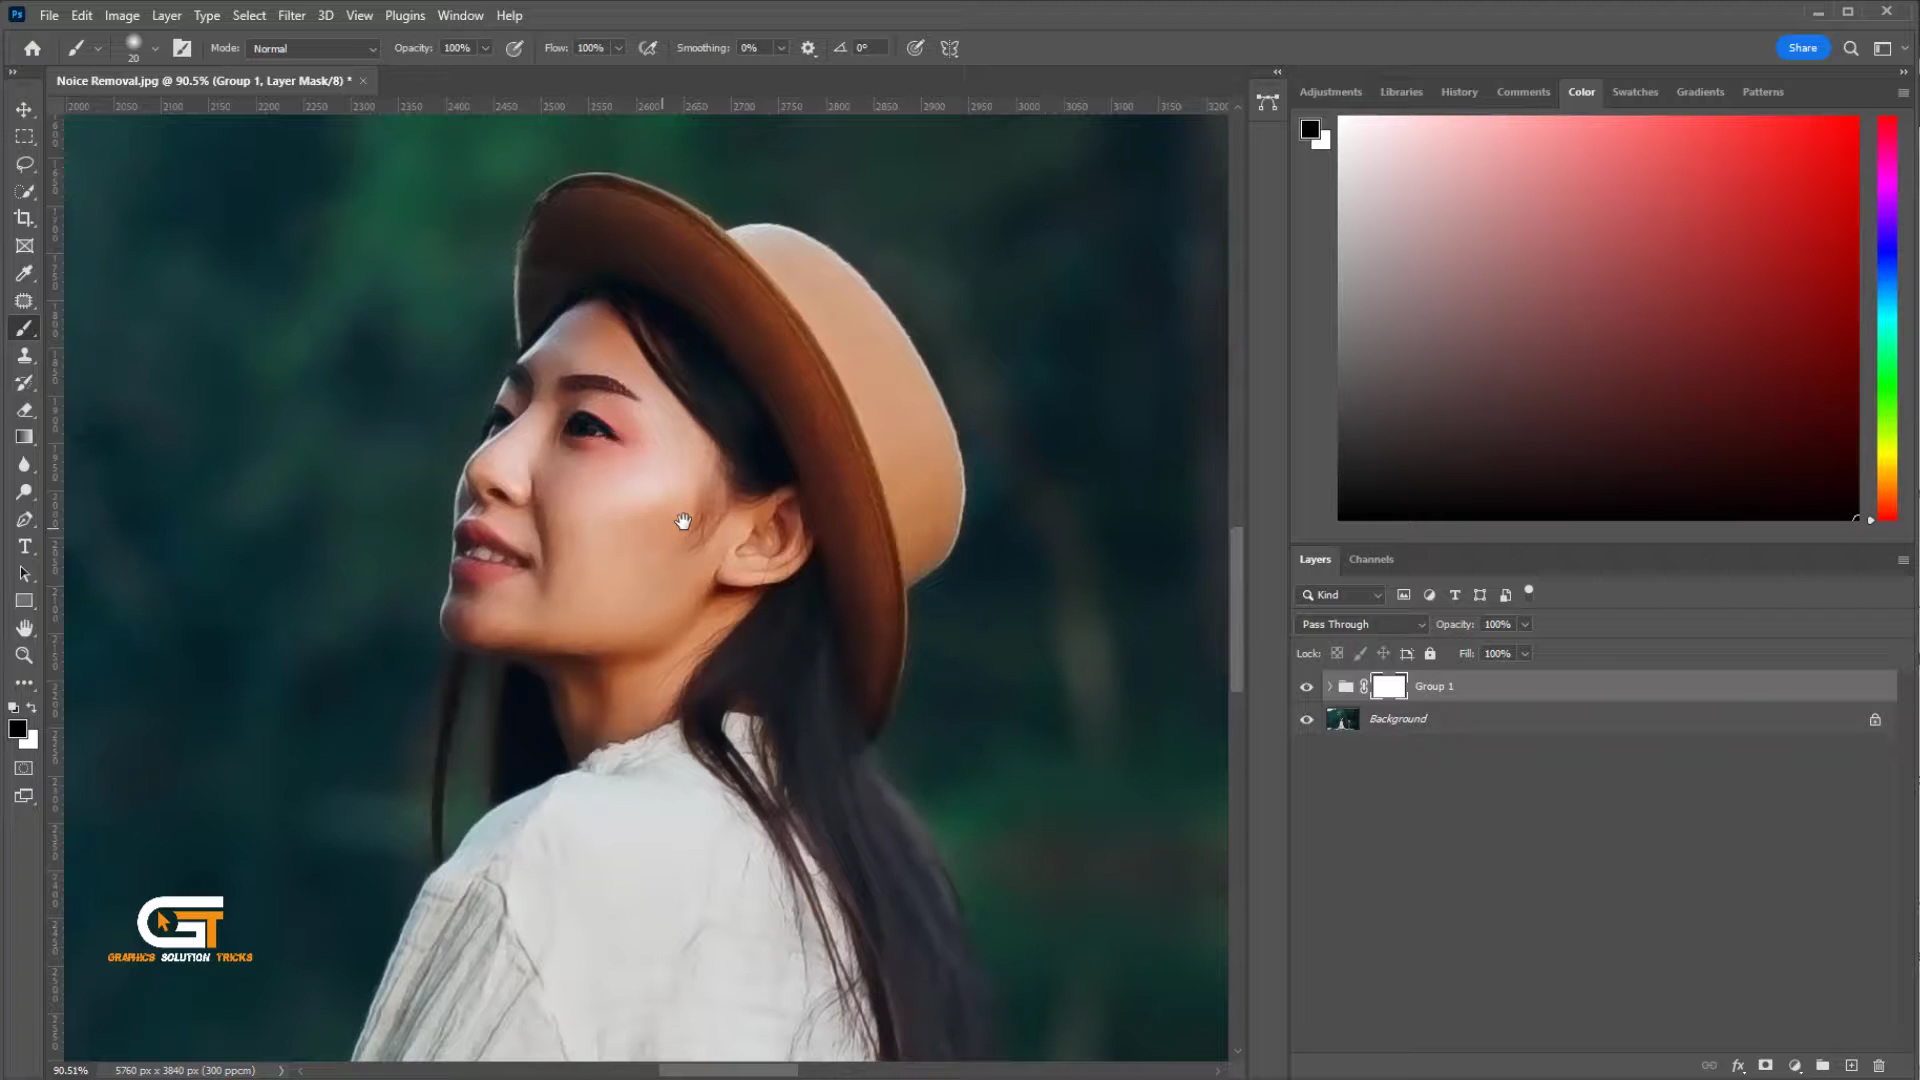 Ps File Edit Image Layer Type Select Filter 3D View Plugins Window Help
20 Mode: Normal Opacity: 100% Flow: 100% Smoothing: 0% 0° Share
Noice Removal.jpg @ 90.5% (Group 1, Layer Mask/8) *
2000 2050 2100 2150 2200 2250 2300 2350 2400 2450 2500 2550 2600 2650 2700 2750 2800 2850 2900 2950 3000 3050 3100 3150 3200
Adjustments Libraries History Comments Color Swatches Gradients Patterns
Layers Channels
Kind
Pass Through Opacity: 100%
Lock: Fill: 100%
Group 1
Background
fx
GT
GRAPHICS SOLUTION TRICKS
90.51% 5760 px x 3840 px (300 ppcm)